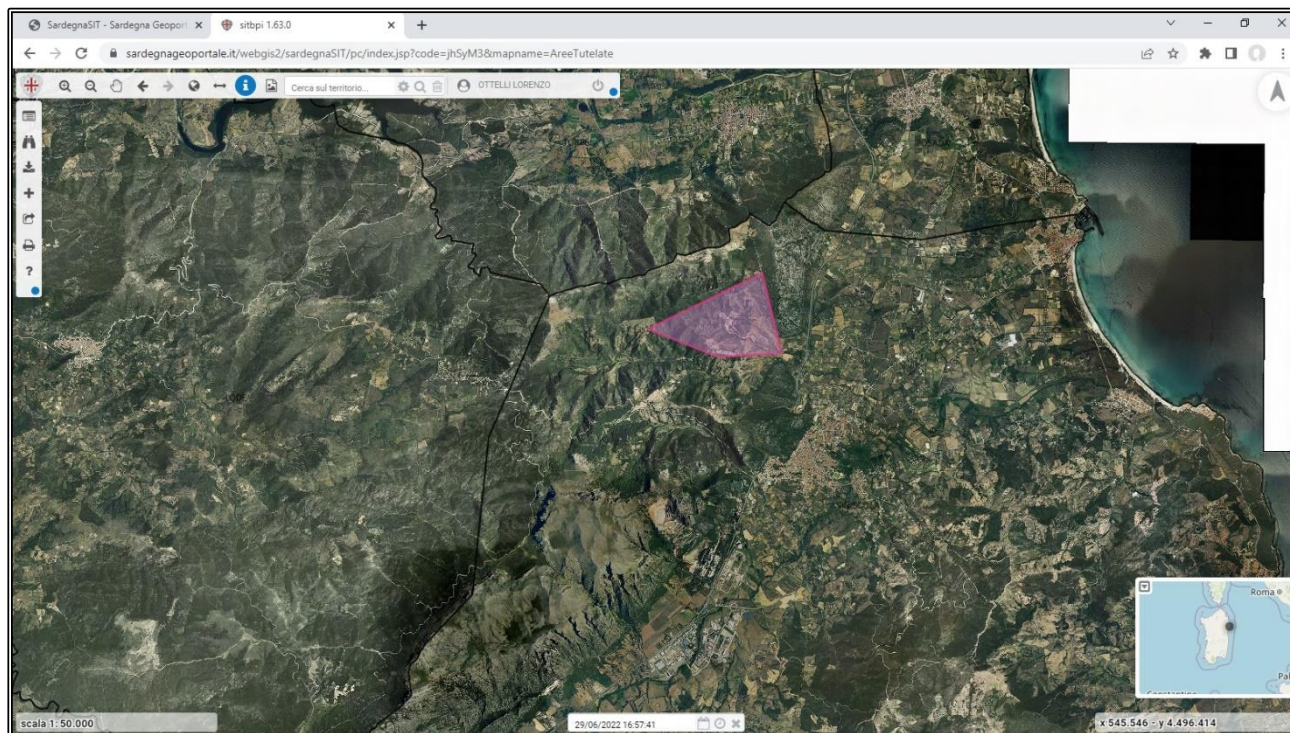 SardegnaSIT - Sardegna Geoport
sitbpi 1.63.0
sardegnageoportale.it/webgis2/sardegnaSIT/pc/index.jsp?code=jhSyM3&mapname=AreeTutelate
Cerca sul territorio...
OTTELLI LORENZO
?
Roma
Constantine
scala 1: 50.000
29/06/2022 16:57:41
x 545.546 - y 4.496.414